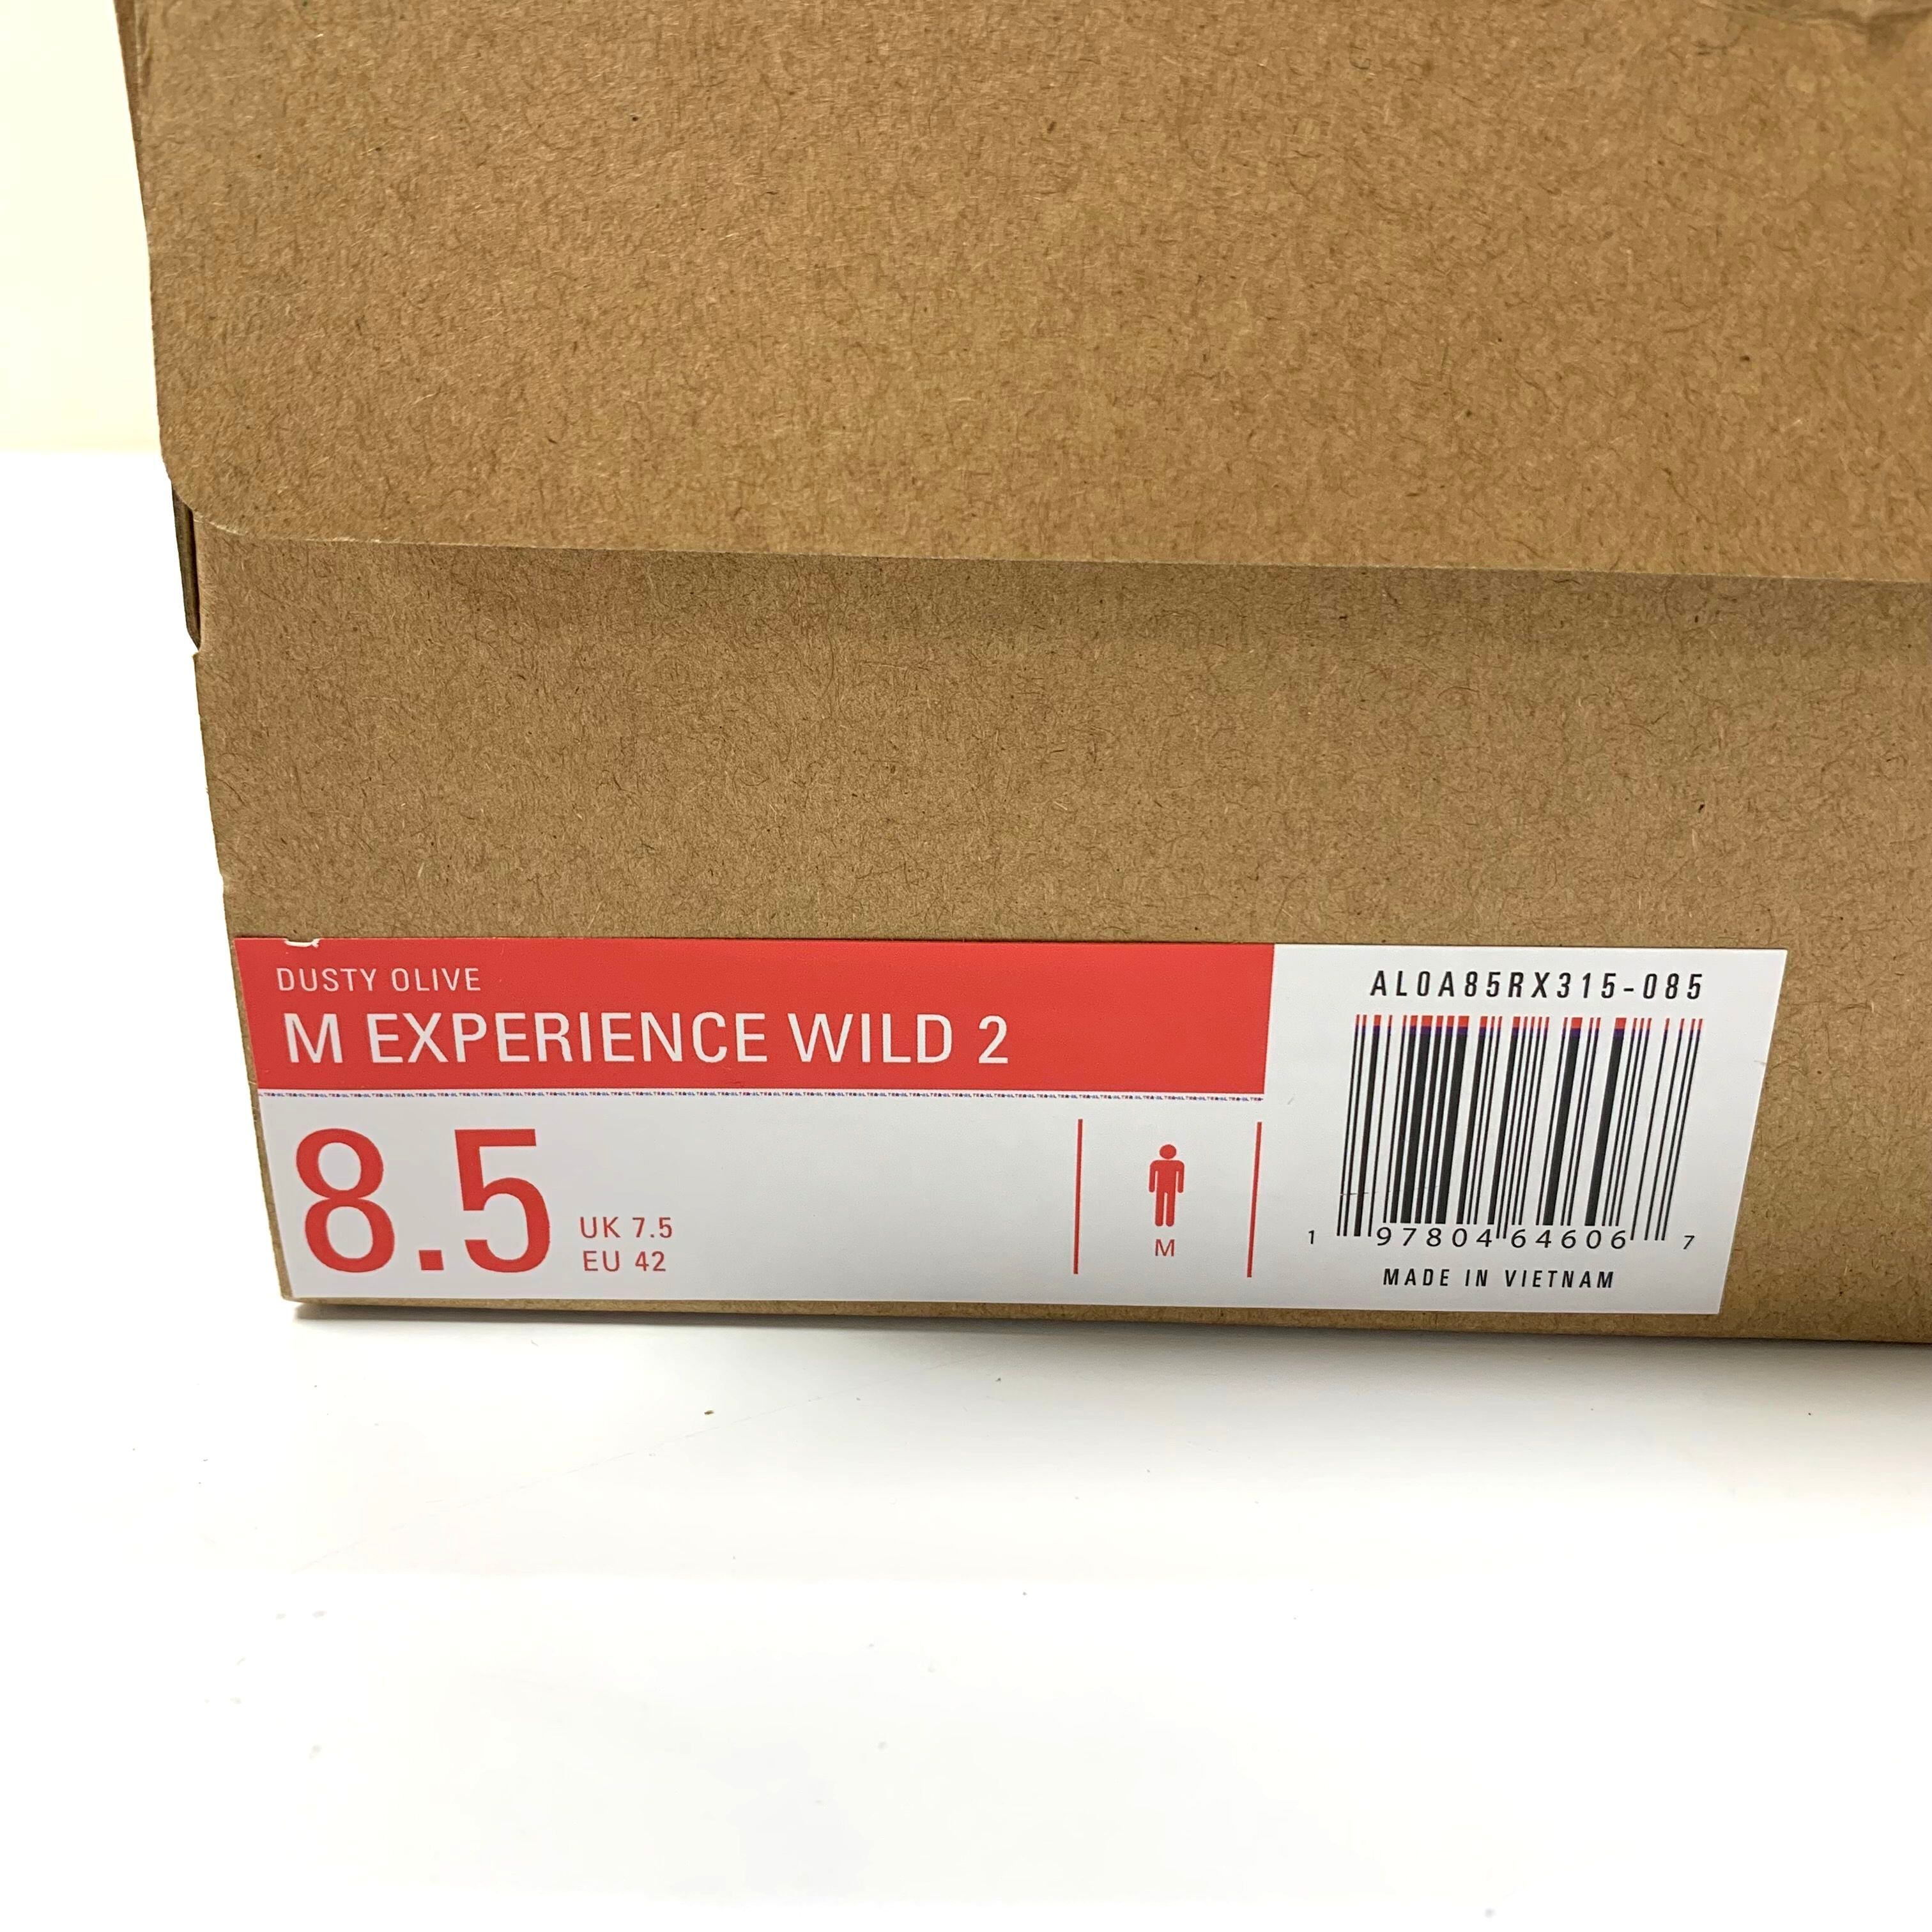 DUSTY OLIVE
M EXPERIENCE WILD 2
8.5
UK 7.5
EU 42
M
AL0A85RX315-085
1 97804 64606 7
MADE IN VIETNAM